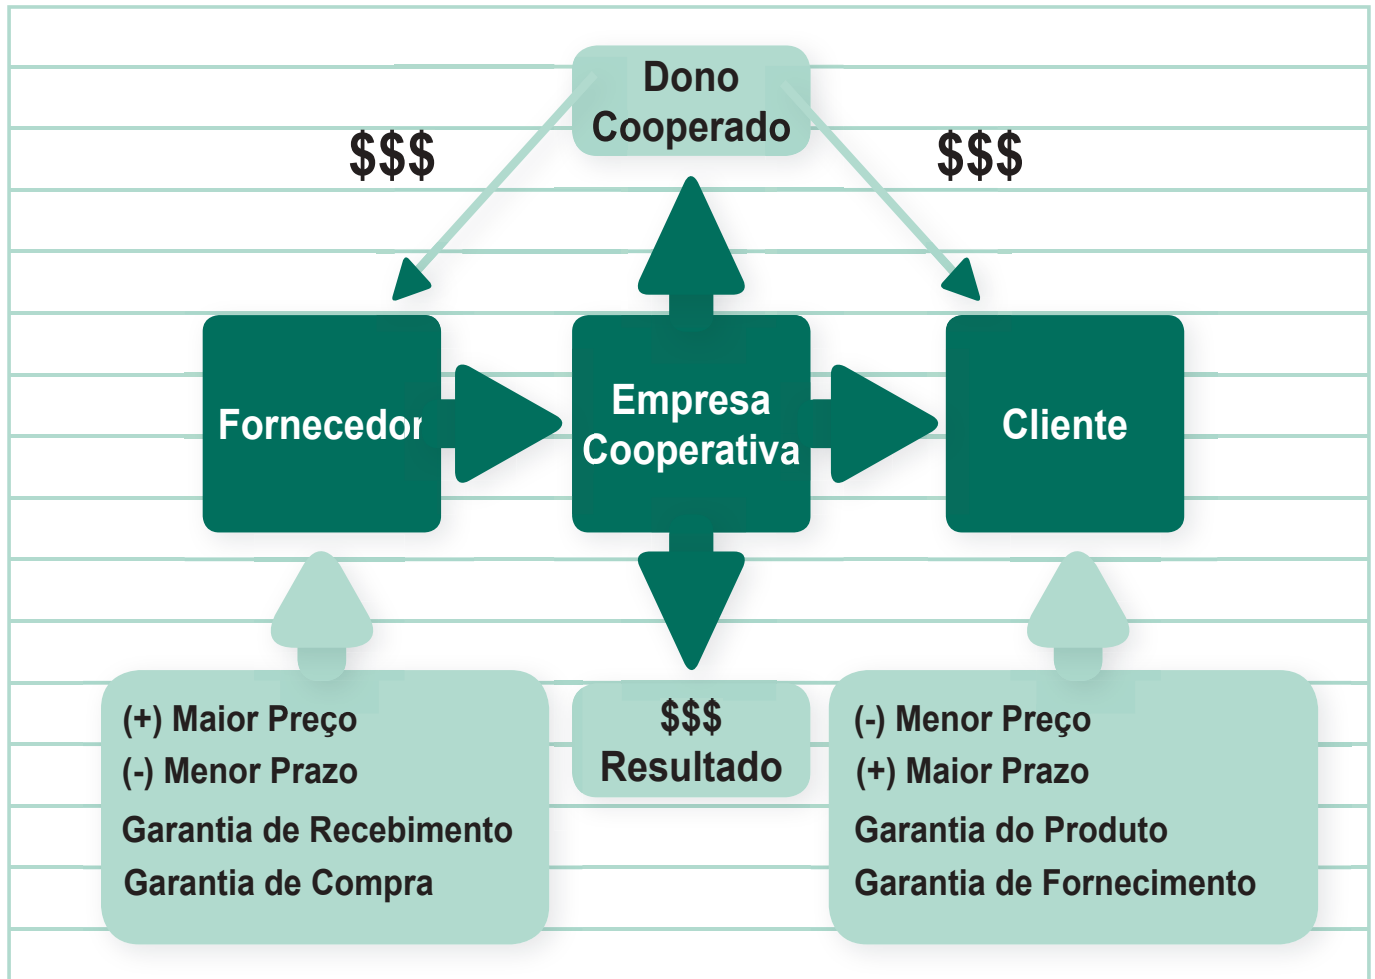 Dono
Cooperado
$$$
$$$
Fornecedor
Empresa
Cooperativa
Cliente
(+) Maior Preço
(-) Menor Prazo
Garantia de Recebimento
Garantia de Compra
$$$
Resultado
(-) Menor Preço
(+) Maior Prazo
Garantia do Produto
Garantia de Fornecimento